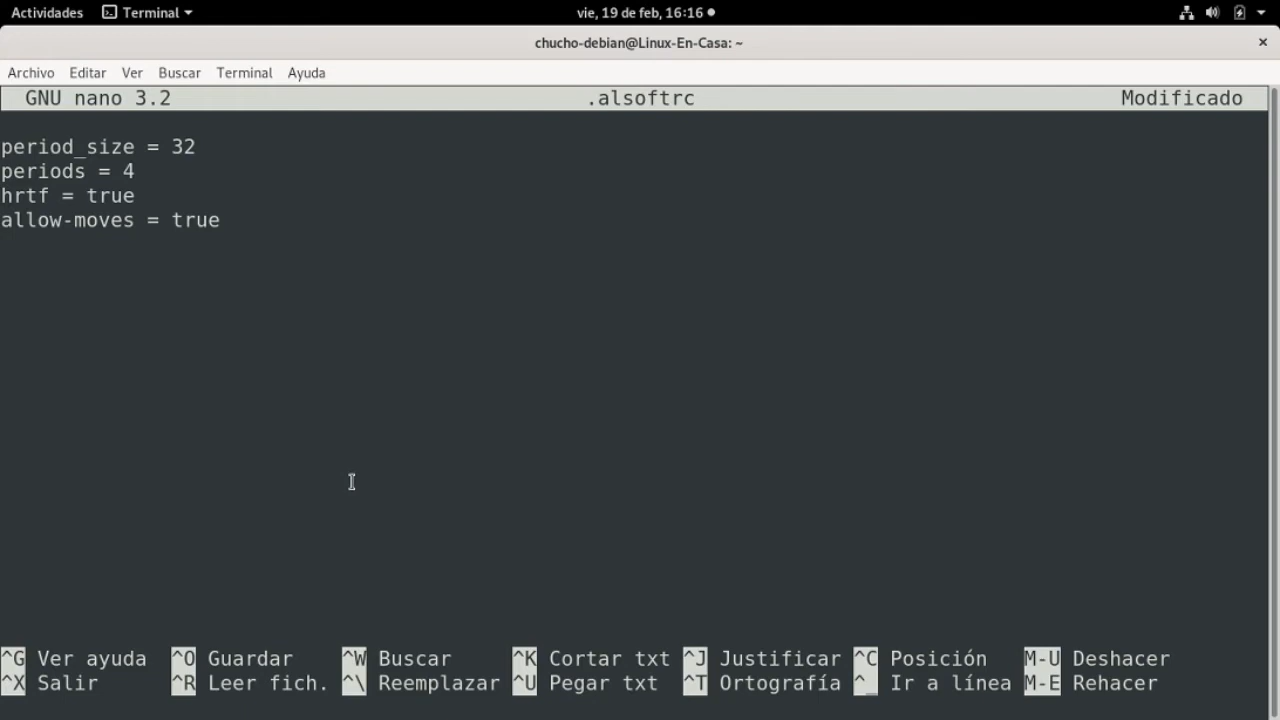 Actividades Terminal vie, 19 de feb, 16:16
chucho-debian@Linux-En-Casa: ~ ×
Archivo Editar Ver Buscar Terminal Ayuda
GNU nano 3.2 .alsoftrc Modificado
period_size = 32
periods = 4
hrtf = true
allow-moves = true
^G Ver ayuda ^O Guardar ^W Buscar ^K Cortar txt ^J Justificar ^C Posición M-U Deshacer
^X Salir ^R Leer fich. ^\ Reemplazar ^U Pegar txt ^T Ortografía ^_ Ir a línea M-E Rehacer